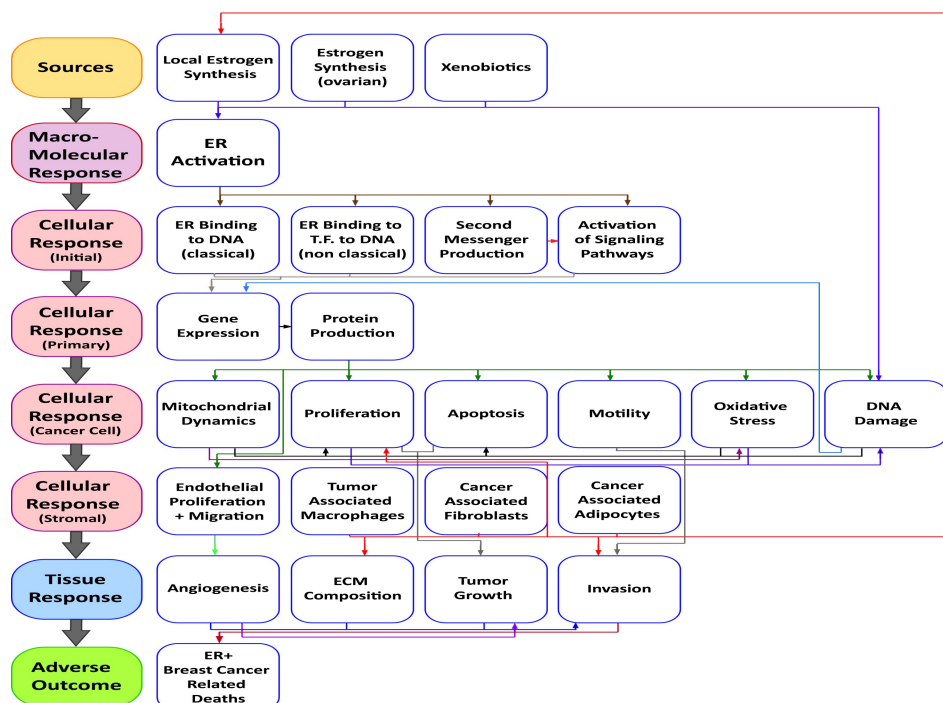 Sources
Local Estrogen
Synthesis
Estrogen
Synthesis
(ovarian)
Xenobiotics
Macro-
Molecular
Response
ER
Activation
Cellular
Response
(Initial)
ER Binding
to DNA
(classical)
ER Binding to
T.F. to DNA
(non classical)
Second
Messenger
Production
Activation
of Signaling
Pathways
Cellular
Response
(Primary)
Gene
Expression
Protein
Production
Cellular
Response
(Cancer Cell)
Mitochondrial
Dynamics
Proliferation
Apoptosis
Motility
Oxidative
Stress
DNA
Damage
Cellular
Response
(Stromal)
Endothelial
Proliferation
+ Migration
Tumor
Associated
Macrophages
Cancer
Associated
Fibroblasts
Cancer
Associated
Adipocytes
Tissue
Response
Angiogenesis
ECM
Composition
Tumor
Growth
Invasion
Adverse
Outcome
ER+
Breast Cancer
Related
Deaths